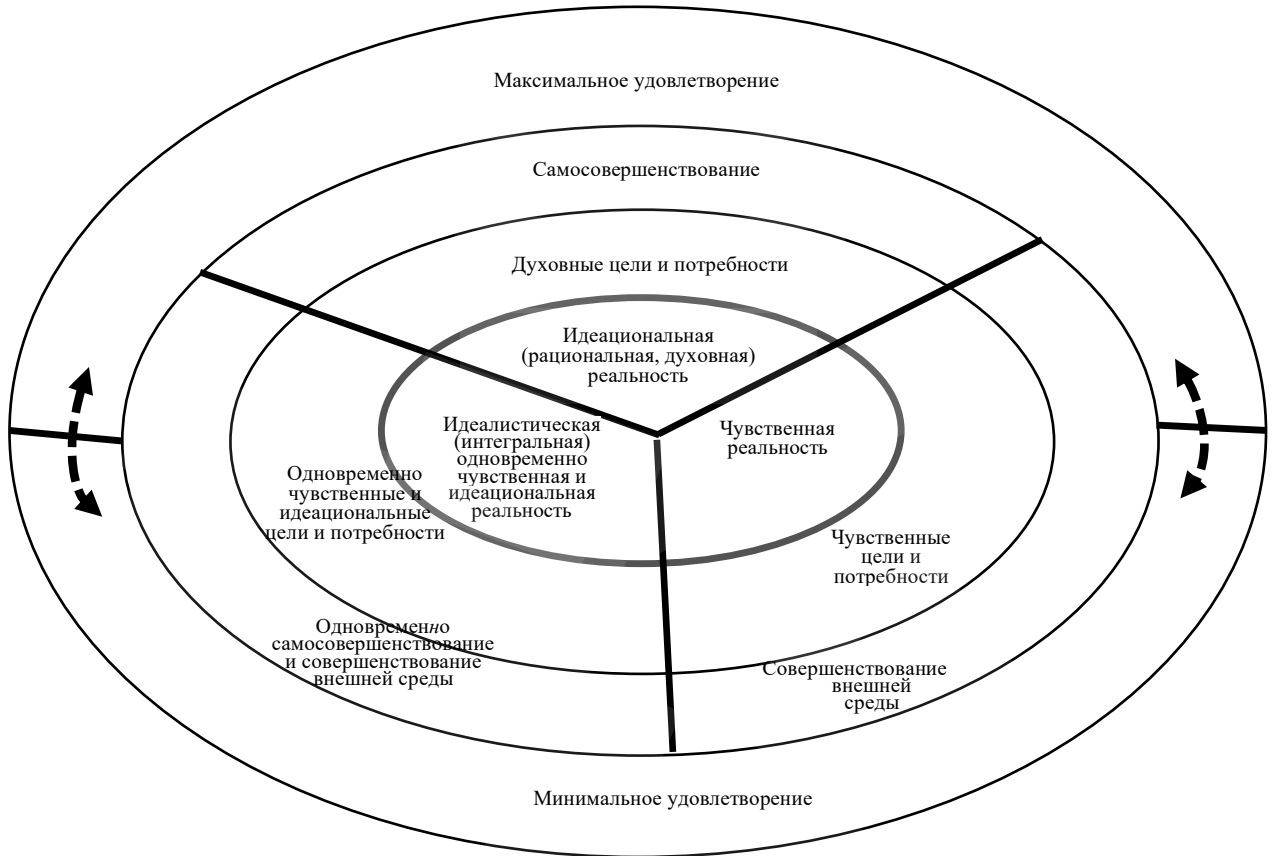 Максимальное удовлетворение
Самосовершенствование
Духовные цели и потребности
Идеациональная
(рациональная, духовная)
реальность
Идеалистическая
(интегральная)
одновременно
чувственная и
идеациональная
реальность
Чувственная
реальность
Одновременно
чувственные и
идеациональные
цели и потребности
Чувственные
цели и
потребности
Одновременно
самосовершенствование
и совершенствование
внешней среды
Совершенствование
внешней
среды
Минимальное удовлетворение